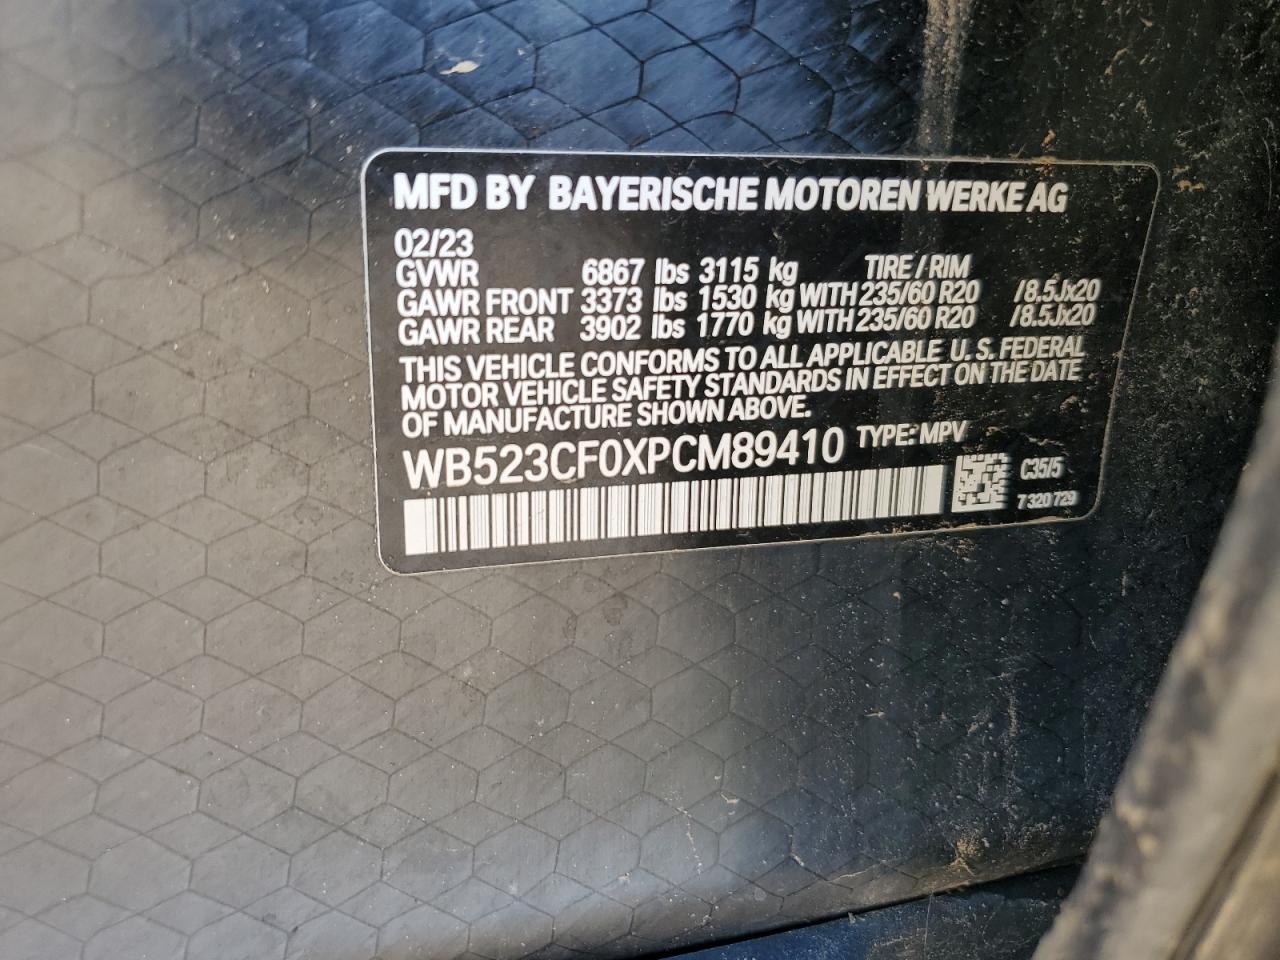 MFD BY BAYERISCHE MOTOREN WERKE AG
02/23
GVWR 6867 lbs 3115 kg TIRE / RIM
GAWR FRONT 3373 lbs 1530 kg WITH 235/60 R20 /8.5Jx20
GAWR REAR 3902 lbs 1770 kg WITH 235/60 R20 /8.5Jx20
THIS VEHICLE CONFORMS TO ALL APPLICABLE U.S. FEDERAL
MOTOR VEHICLE SAFETY STANDARDS IN EFFECT ON THE DATE
OF MANUFACTURE SHOWN ABOVE.
WB523CF0XPCM89410 TYPE: MPV
C35/5
7 320 729